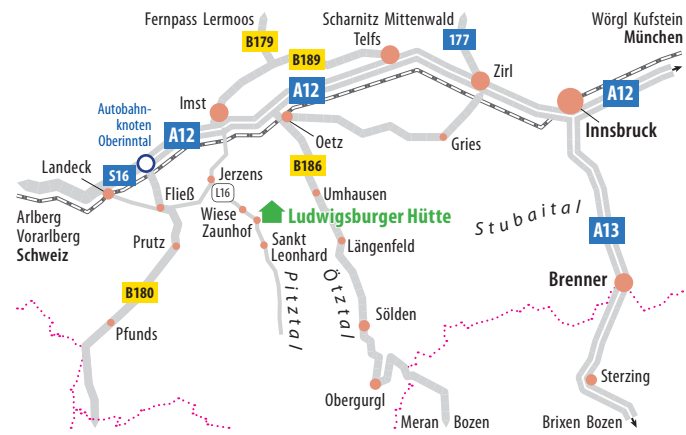 Fernpass Lermoos
Scharnitz Mittenwald
Wörgl Kufstein
München
B179
Telfs
177
B189
Zirl
A12
A12
Imst
Autobahn-
knoten
Oberinntal
A12
Innsbruck
Oetz
Gries
Landeck
S16
B186
Jerzens
L16
Fließ
Umhausen
Wiese
Zaunhof
Ludwigsburger Hütte
Arlberg
Vorarlberg
Schweiz
Stubaital
A13
Prutz
Sankt
Leonhard
Längenfeld
Pitztal
Ötztal
Brenner
B180
Sölden
Pfunds
Sterzing
Obergurgl
Meran
Bozen
Brixen Bozen